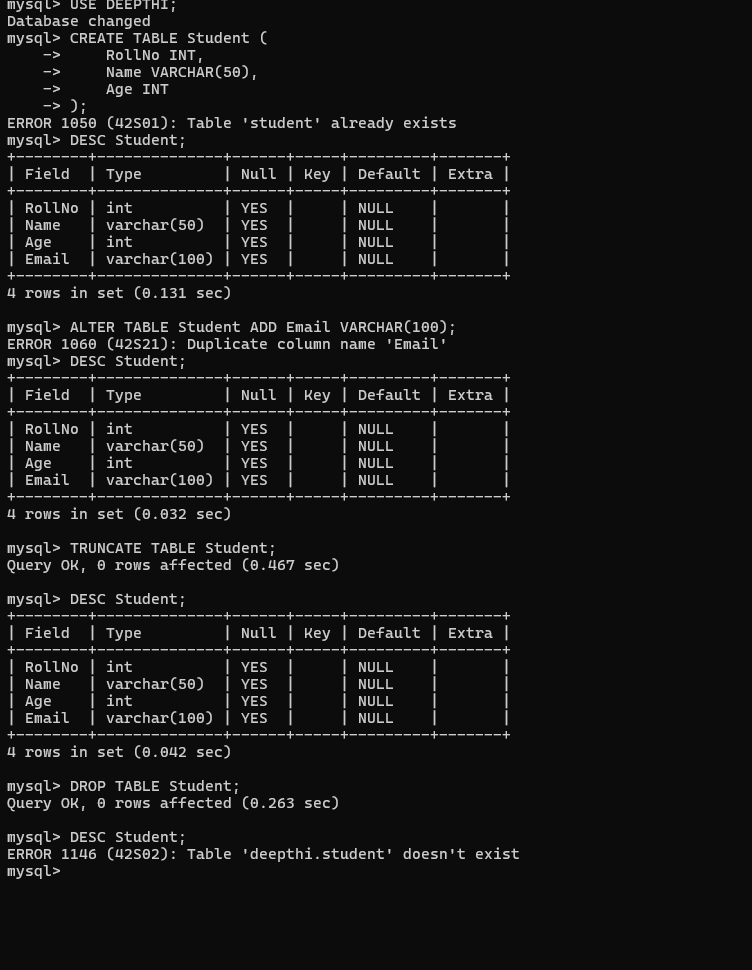 mysql> USE DEEPTHI;
Database changed
mysql> CREATE TABLE Student (
    ->     RollNo INT,
    ->     Name VARCHAR(50),
    ->     Age INT
    -> );
ERROR 1050 (42S01): Table 'student' already exists
mysql> DESC Student;
+--------+--------------+------+-----+---------+-------+
| Field  | Type         | Null | Key | Default | Extra |
+--------+--------------+------+-----+---------+-------+
| RollNo | int          | YES  |     | NULL    |       |
| Name   | varchar(50)  | YES  |     | NULL    |       |
| Age    | int          | YES  |     | NULL    |       |
| Email  | varchar(100) | YES  |     | NULL    |       |
+--------+--------------+------+-----+---------+-------+
4 rows in set (0.131 sec)

mysql> ALTER TABLE Student ADD Email VARCHAR(100);
ERROR 1060 (42S21): Duplicate column name 'Email'
mysql> DESC Student;
+--------+--------------+------+-----+---------+-------+
| Field  | Type         | Null | Key | Default | Extra |
+--------+--------------+------+-----+---------+-------+
| RollNo | int          | YES  |     | NULL    |       |
| Name   | varchar(50)  | YES  |     | NULL    |       |
| Age    | int          | YES  |     | NULL    |       |
| Email  | varchar(100) | YES  |     | NULL    |       |
+--------+--------------+------+-----+---------+-------+
4 rows in set (0.032 sec)

mysql> TRUNCATE TABLE Student;
Query OK, 0 rows affected (0.467 sec)

mysql> DESC Student;
+--------+--------------+------+-----+---------+-------+
| Field  | Type         | Null | Key | Default | Extra |
+--------+--------------+------+-----+---------+-------+
| RollNo | int          | YES  |     | NULL    |       |
| Name   | varchar(50)  | YES  |     | NULL    |       |
| Age    | int          | YES  |     | NULL    |       |
| Email  | varchar(100) | YES  |     | NULL    |       |
+--------+--------------+------+-----+---------+-------+
4 rows in set (0.042 sec)

mysql> DROP TABLE Student;
Query OK, 0 rows affected (0.263 sec)

mysql> DESC Student;
ERROR 1146 (42S02): Table 'deepthi.student' doesn't exist
mysql>